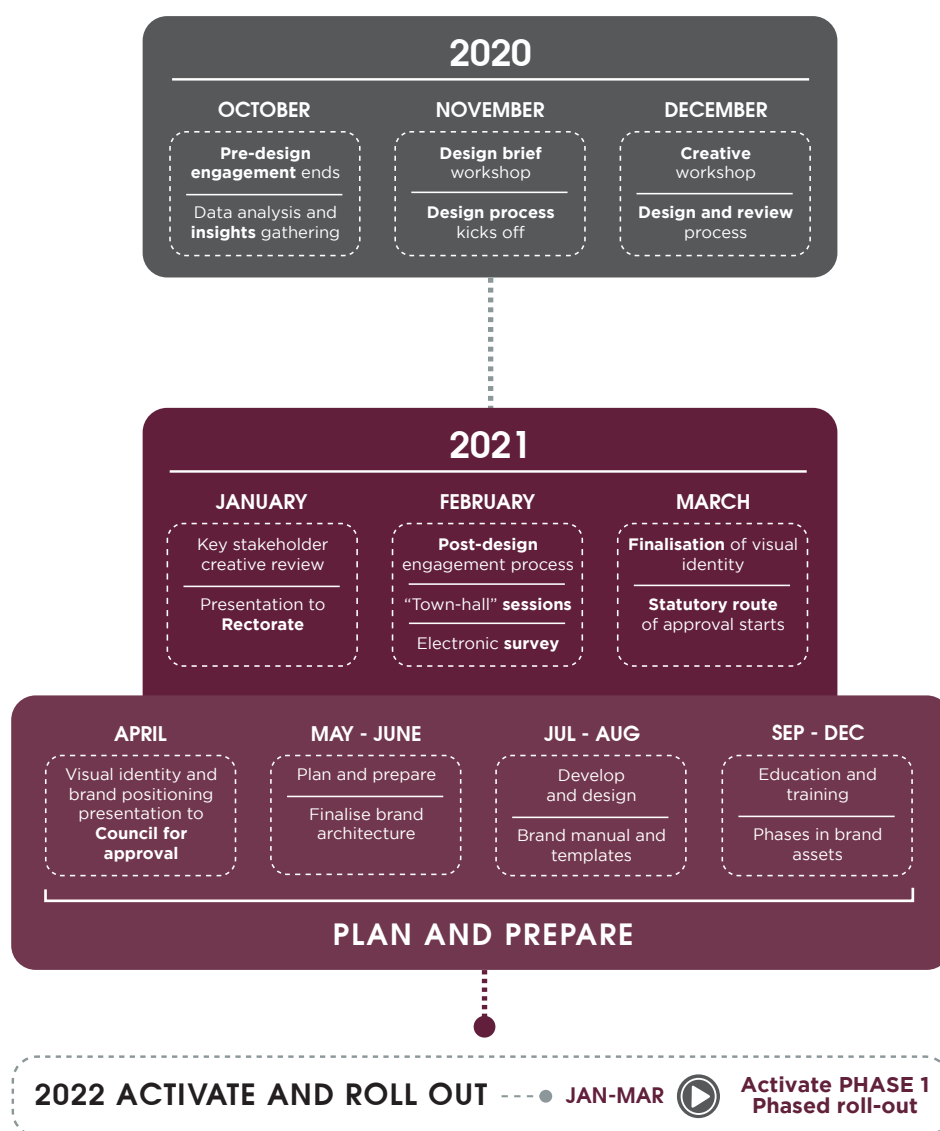 2020
OCTOBER
Pre-design
engagement ends
Data analysis and
insights gathering
NOVEMBER
Design brief
workshop
Design process
kicks off
DECEMBER
Creative
workshop
Design and review
process
2021
JANUARY
Key stakeholder
creative review
Presentation to
Rectorate
FEBRUARY
Post-design
engagement process
“Town-hall” sessions
Electronic survey
MARCH
Finalisation of visual
identity
Statutory route
of approval starts
APRIL
Visual identity and
brand positioning
presentation to
Council for
approval
MAY - JUNE
Plan and prepare
Finalise brand
architecture
JUL - AUG
Develop
and design
Brand manual and
templates
SEP - DEC
Education and
training
Phases in brand
assets
PLAN AND PREPARE
2022 ACTIVATE AND ROLL OUT
JAN-MAR
Activate PHASE 1
Phased roll-out